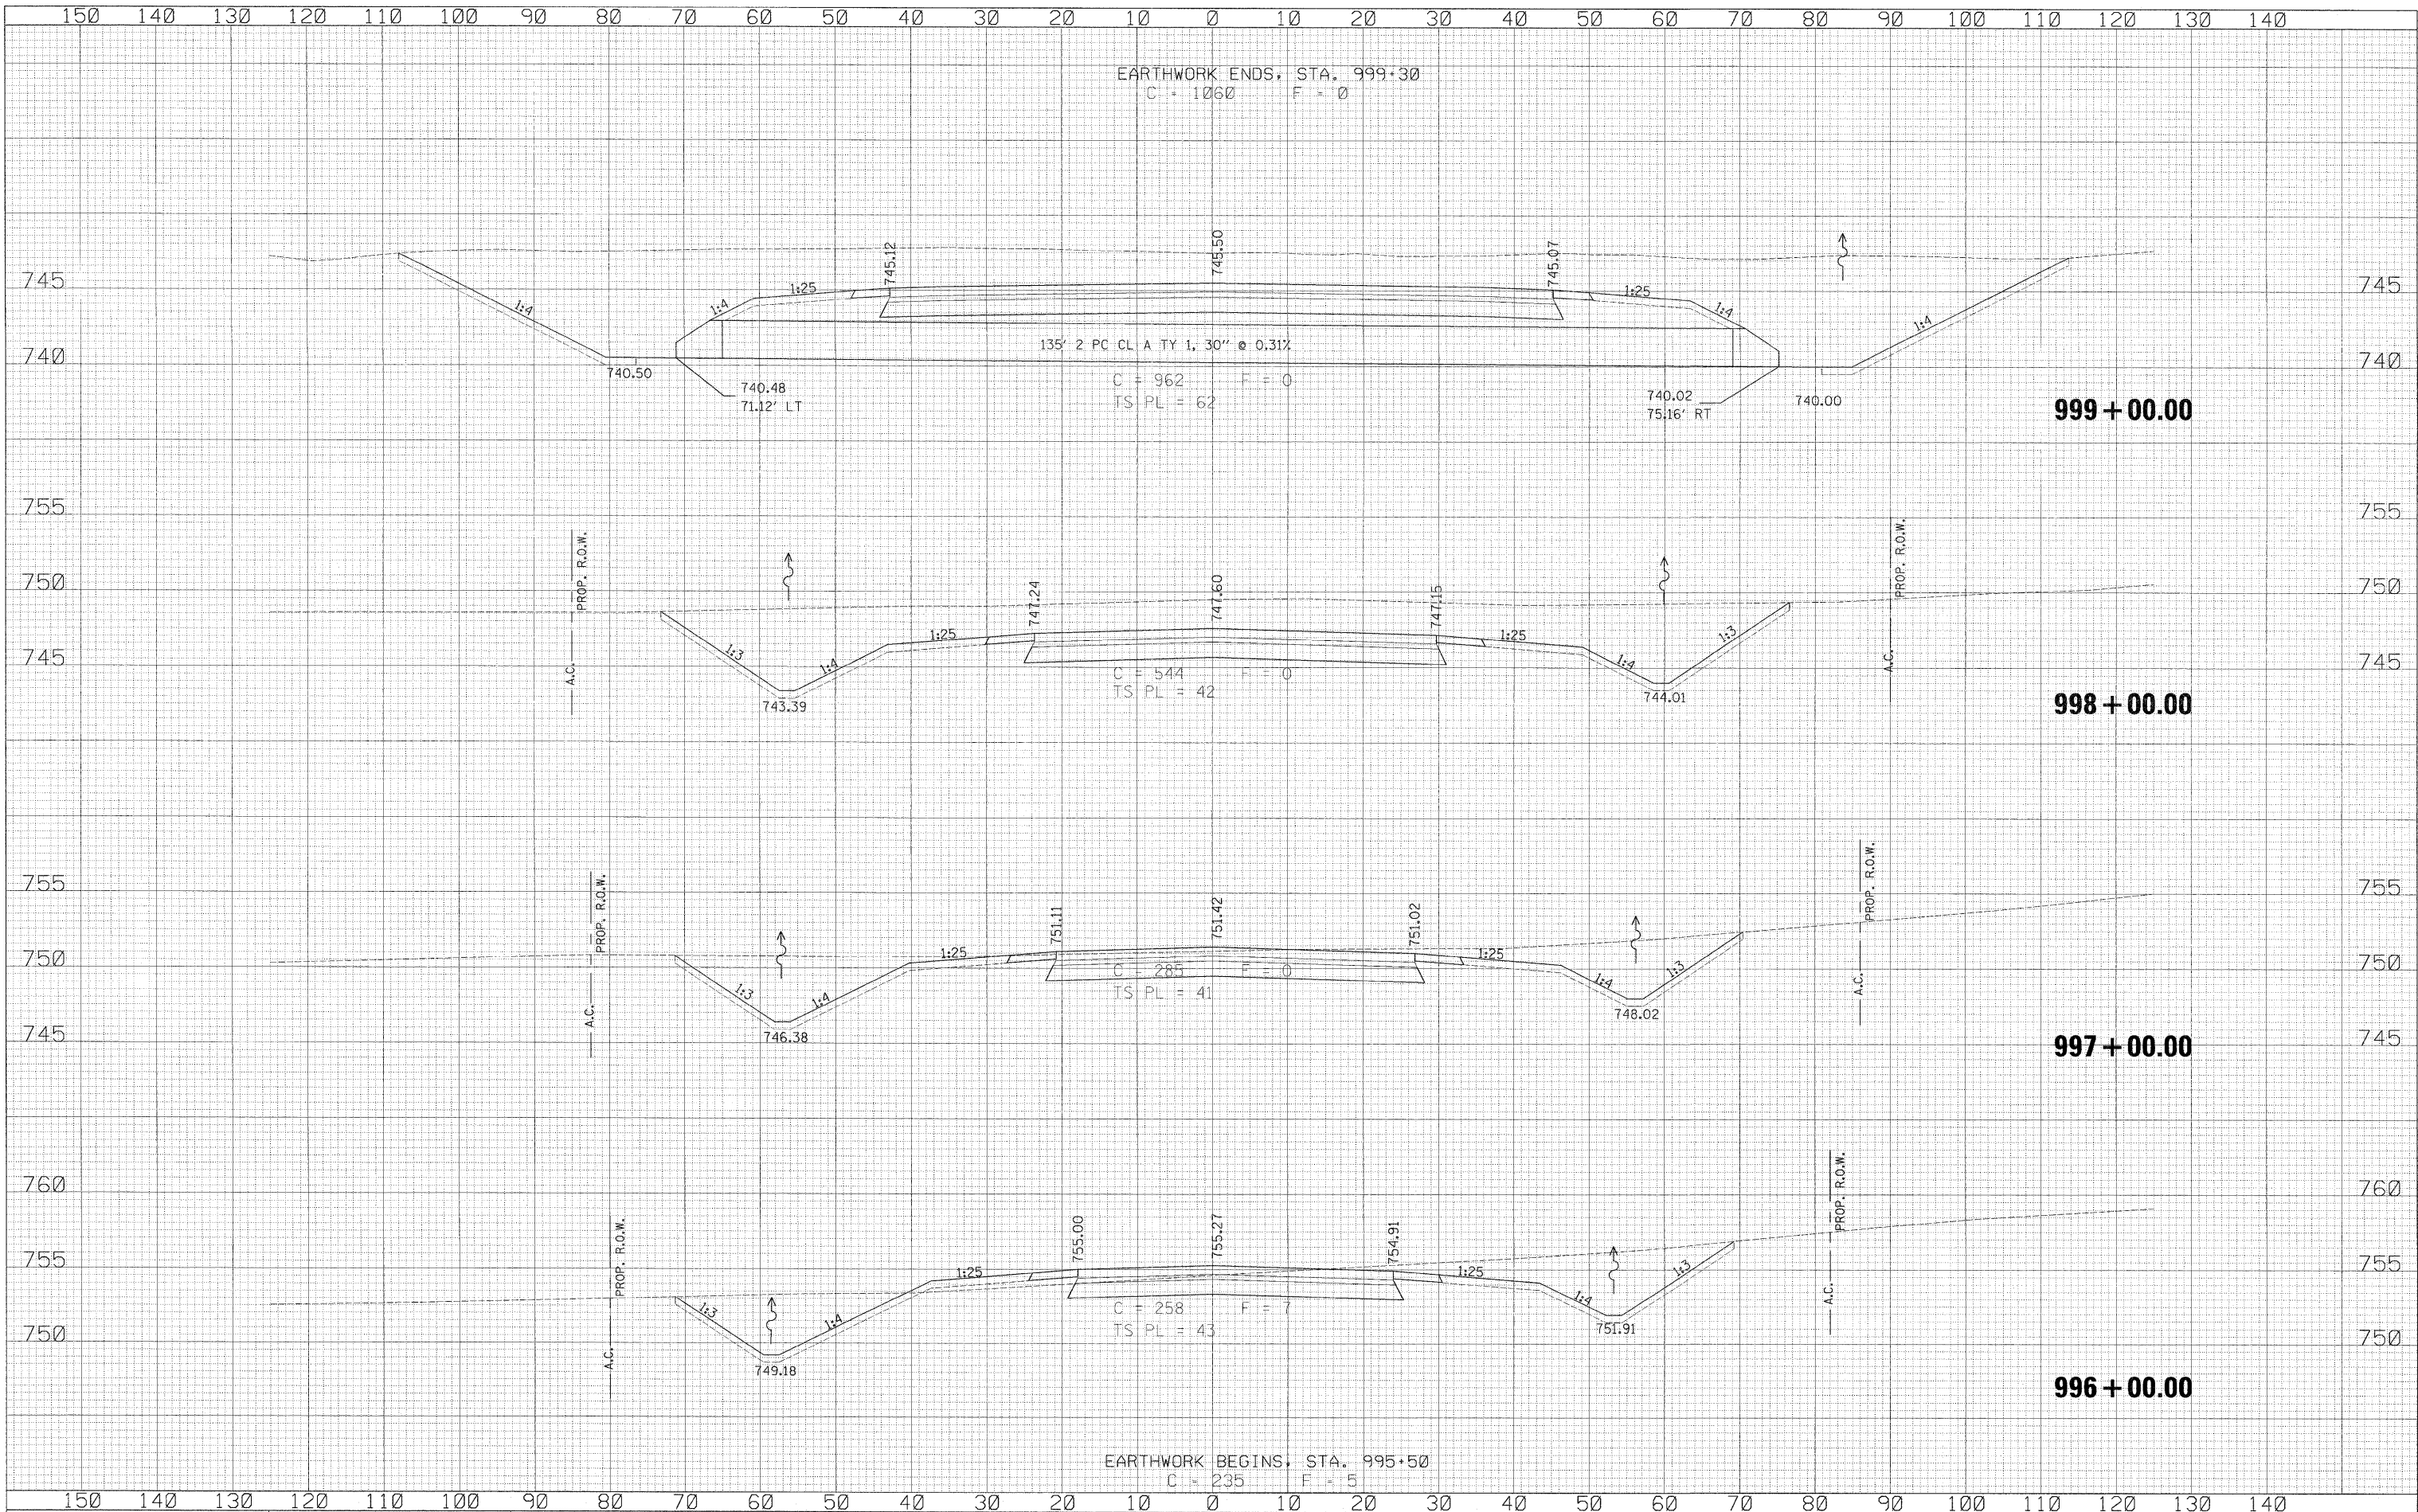 150 140 130 120 110 100 90 80 70 60 50 40 30 20 10 0 10 20 30 40 50 60 70 80 90 100 110 120 130 140
EARTHWORK ENDS, STA. 999+30
C = 1060 F = 0
745.12 745.50 745.07
745 1:4 1:4 1:25 1:25 1:4 1:4 745
135' 2 PC CL A TY 1, 30" @ 0.31%
740 740
740.50
C = 962 F = 0
740.48
71.12' LT
TS PL = 62
740.02
75.16' RT
740.00
999+00.00
755 755
PROP. R.O.W. PROP. R.O.W.
750 750
747.24 747.60 747.15
1:25 1:25
745 1:3 1:4 1:4 1:3 745
A.C. A.C.
C = 544 F = 0
TS PL = 42
743.39 744.01
998+00.00
755 755
PROP. R.O.W. PROP. R.O.W.
751.11 751.42 751.02
750 1:25 1:25 750
C = 285 F = 0
1:3 1:4 1:4 1:3
A.C. A.C.
TS PL = 41
748.02
746.38
745 745
997+00.00
760 760
PROP. R.O.W. PROP. R.O.W.
755.00 755.27 754.91
755 1:25 1:25 755
1:3 1:4 1:4 1:3
C = 258 F = 7
A.C. A.C.
TS PL = 43
750 751.91 750
749.18
996+00.00
EARTHWORK BEGINS, STA. 995+50
C = 235 F = 5
150 140 130 120 110 100 90 80 70 60 50 40 30 20 10 0 10 20 30 40 50 60 70 80 90 100 110 120 130 140